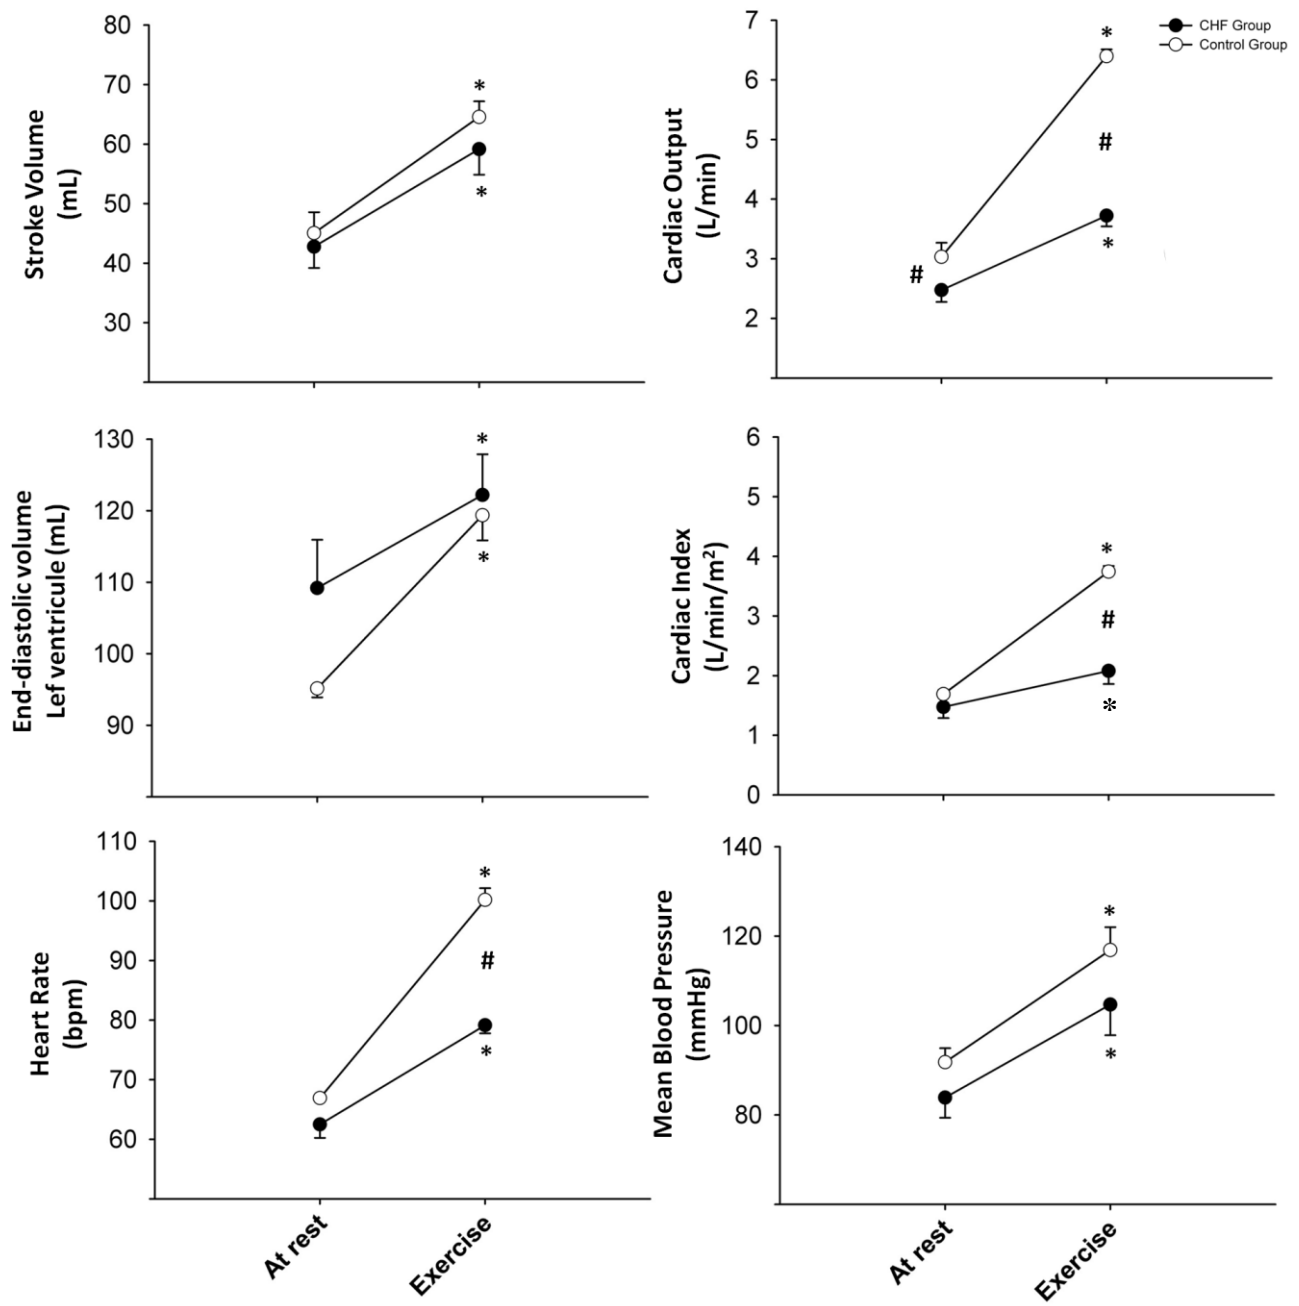 80
70
60
50
40
30
Stroke Volume
(mL)
*
*
7
6
5
4
3
2
Cardiac Output
(L/min)
*
#
#
*
CHF Group
Control Group
130
120
110
100
90
End-diastolic volume
Lef ventricule (mL)
*
*
6
5
4
3
2
1
0
Cardiac Index
(L/min/m²)
*
#
*
110
100
90
80
70
60
Heart Rate
(bpm)
*
#
*
At rest
Exercise
140
120
100
80
Mean Blood Pressure
(mmHg)
*
*
At rest
Exercise